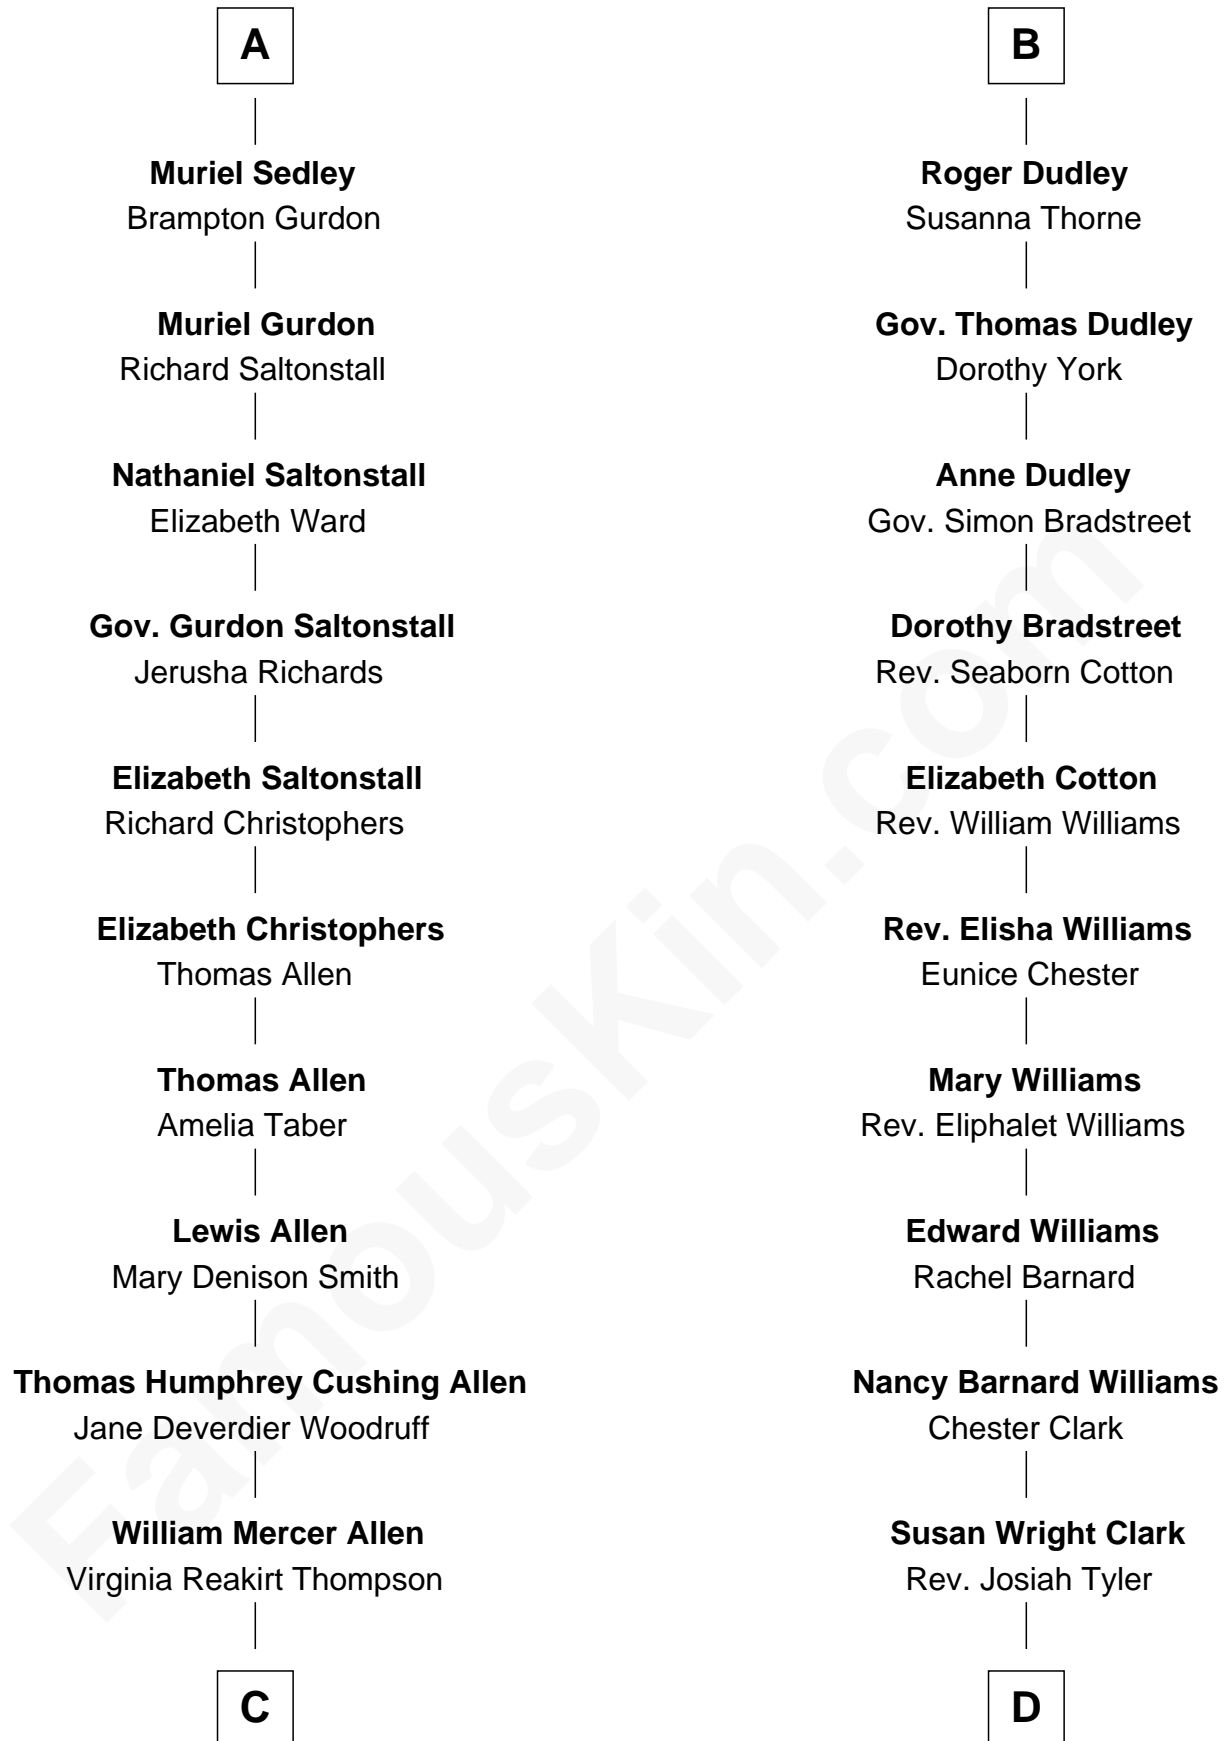 A
Muriel Sedley
Brampton Gurdon
Muriel Gurdon
Richard Saltonstall
Nathaniel Saltonstall
Elizabeth Ward
Gov. Gurdon Saltonstall
Jerusha Richards
Elizabeth Saltonstall
Richard Christophers
Elizabeth Christophers
Thomas Allen
Thomas Allen
Amelia Taber
Lewis Allen
Mary Denison Smith
Thomas Humphrey Cushing Allen
Jane Deverdier Woodruff
William Mercer Allen
Virginia Reakirt Thompson
C
B
Roger Dudley
Susanna Thorne
Gov. Thomas Dudley
Dorothy York
Anne Dudley
Gov. Simon Bradstreet
Dorothy Bradstreet
Rev. Seaborn Cotton
Elizabeth Cotton
Rev. William Williams
Rev. Elisha Williams
Eunice Chester
Mary Williams
Rev. Eliphalet Williams
Edward Williams
Rachel Barnard
Nancy Barnard Williams
Chester Clark
Susan Wright Clark
Rev. Josiah Tyler
D
FamousKin.com